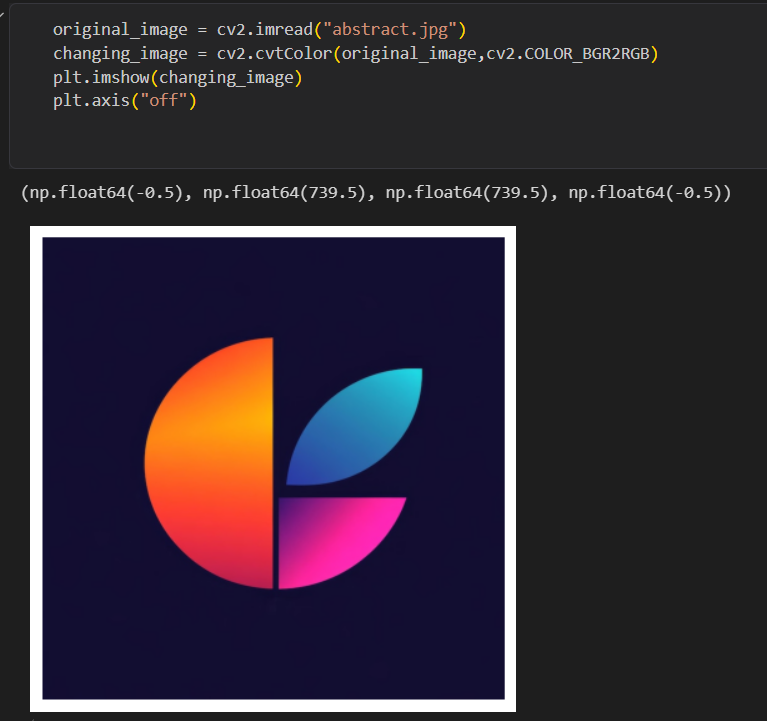 original_image = cv2.imread("abstract.jpg")
changing_image = cv2.cvtColor(original_image,cv2.COLOR_BGR2RGB)
plt.imshow(changing_image)
plt.axis("off")
(np.float64(-0.5), np.float64(739.5), np.float64(739.5), np.float64(-0.5))